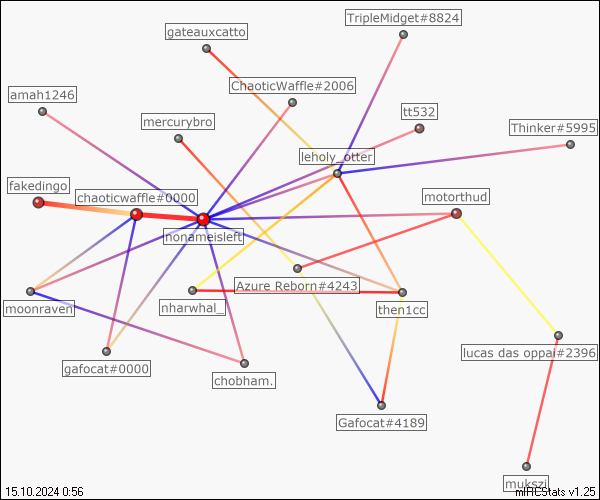 TripleMidget#8824
gateauxcatto
ChaoticWaffle#2006
amah1246
tt532
mercurybro
Thinker#5995
leholy_otter
fakedingo
chaoticwaffle#0000
motorthud
nonameisleft
Azure Reborn#4243
moonraven
nharwhal_
then1cc
lucas das oppai#2396
gafocat#0000
chobham.
Gafocat#4189
mukszi
15.10.2024 0:56
mIRCStats v1.25